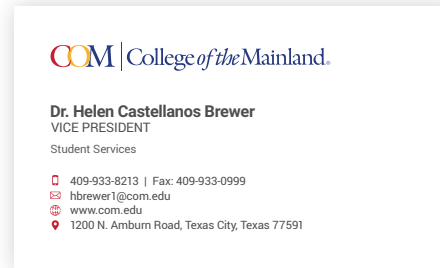 COM | College of the Mainland®
Dr. Helen Castellanos Brewer
VICE PRESIDENT
Student Services
409-933-8213 | Fax: 409-933-0999
hbrewer1@com.edu
www.com.edu
1200 N. Amburn Road, Texas City, Texas 77591